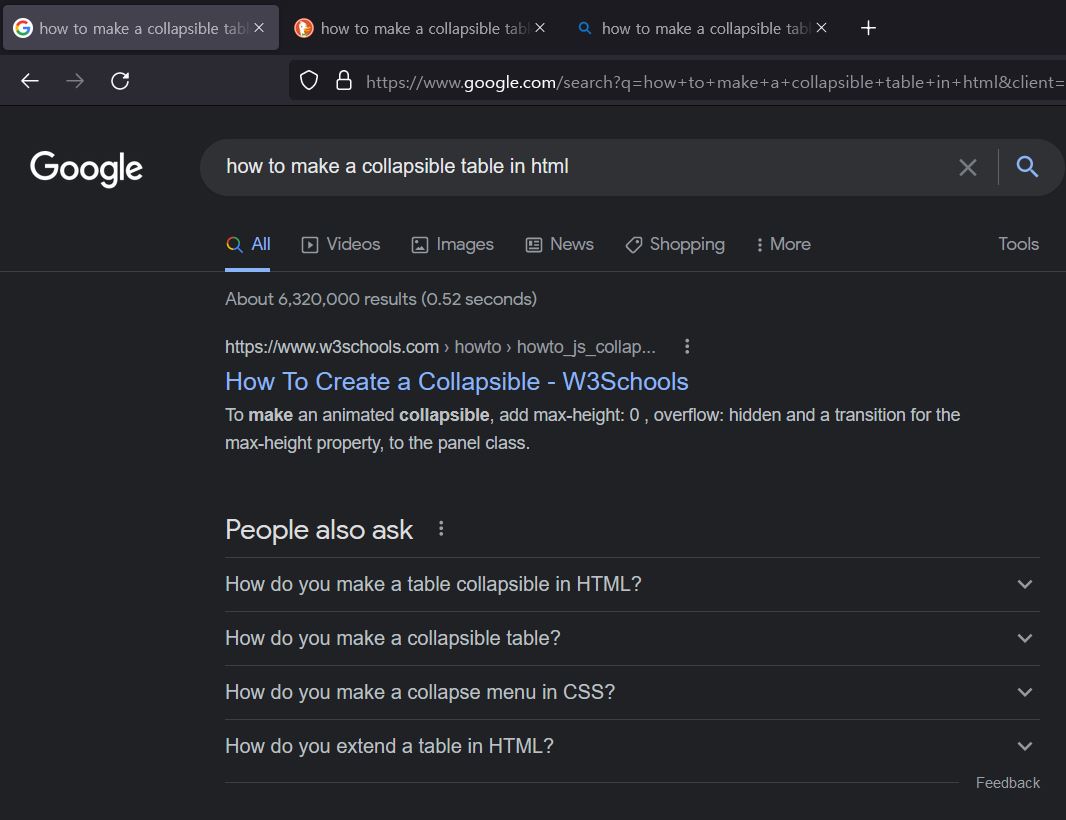 how to make a collapsible tab
how to make a collapsible tabl
how to make a collapsible tabl
https://www.google.com/search?q=how+to+make+a+collapsible+table+in+html&client=
Google
how to make a collapsible table in html
All Videos Images News Shopping More Tools
About 6,320,000 results (0.52 seconds)
https://www.w3schools.com › howto › howto_js_collap...
How To Create a Collapsible - W3Schools
To make an animated collapsible, add max-height: 0 , overflow: hidden and a transition for the
max-height property, to the panel class.
People also ask
How do you make a table collapsible in HTML?
How do you make a collapsible table?
How do you make a collapse menu in CSS?
How do you extend a table in HTML?
Feedback